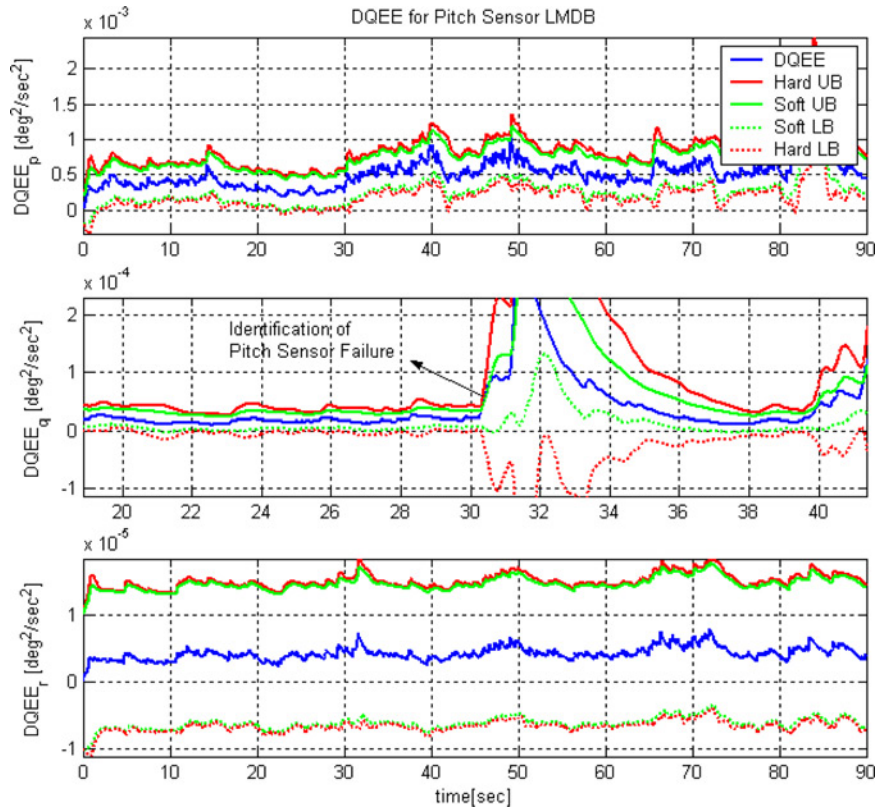 DQEE for Pitch Sensor LMDB
x 10^-3
DQEE_p [deg^2/sec^2]
2
1.5
1
0.5
0
0 10 20 30 40 50 60 70 80 90
DQEE
Hard UB
Soft UB
Soft LB
Hard LB
x 10^-4
DQEE_q [deg^2/sec^2]
2
1
0
-1
Identification of
Pitch Sensor Failure
20 22 24 26 28 30 32 34 36 38 40
x 10^-5
DQEE_r [deg^2/sec^2]
1
0
-1
0 10 20 30 40 50 60 70 80 90
time[sec]